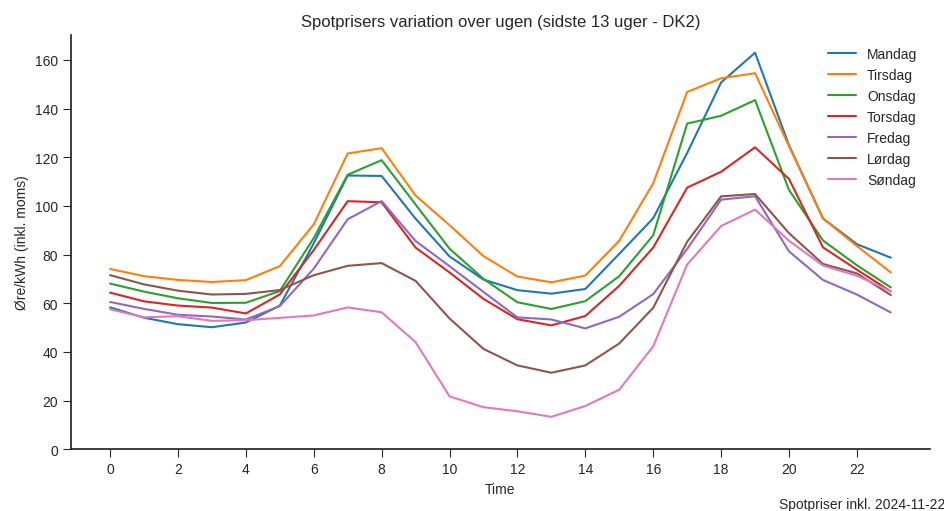 Spotprisers variation over ugen (sidste 13 uger - DK2)
Øre/kWh (inkl. moms)
160
140
120
100
80
60
40
20
0
Mandag
Tirsdag
Onsdag
Torsdag
Fredag
Lørdag
Søndag
0 2 4 6 8 10 12 14 16 18 20 22
Time
Spotpriser inkl. 2024-11-22